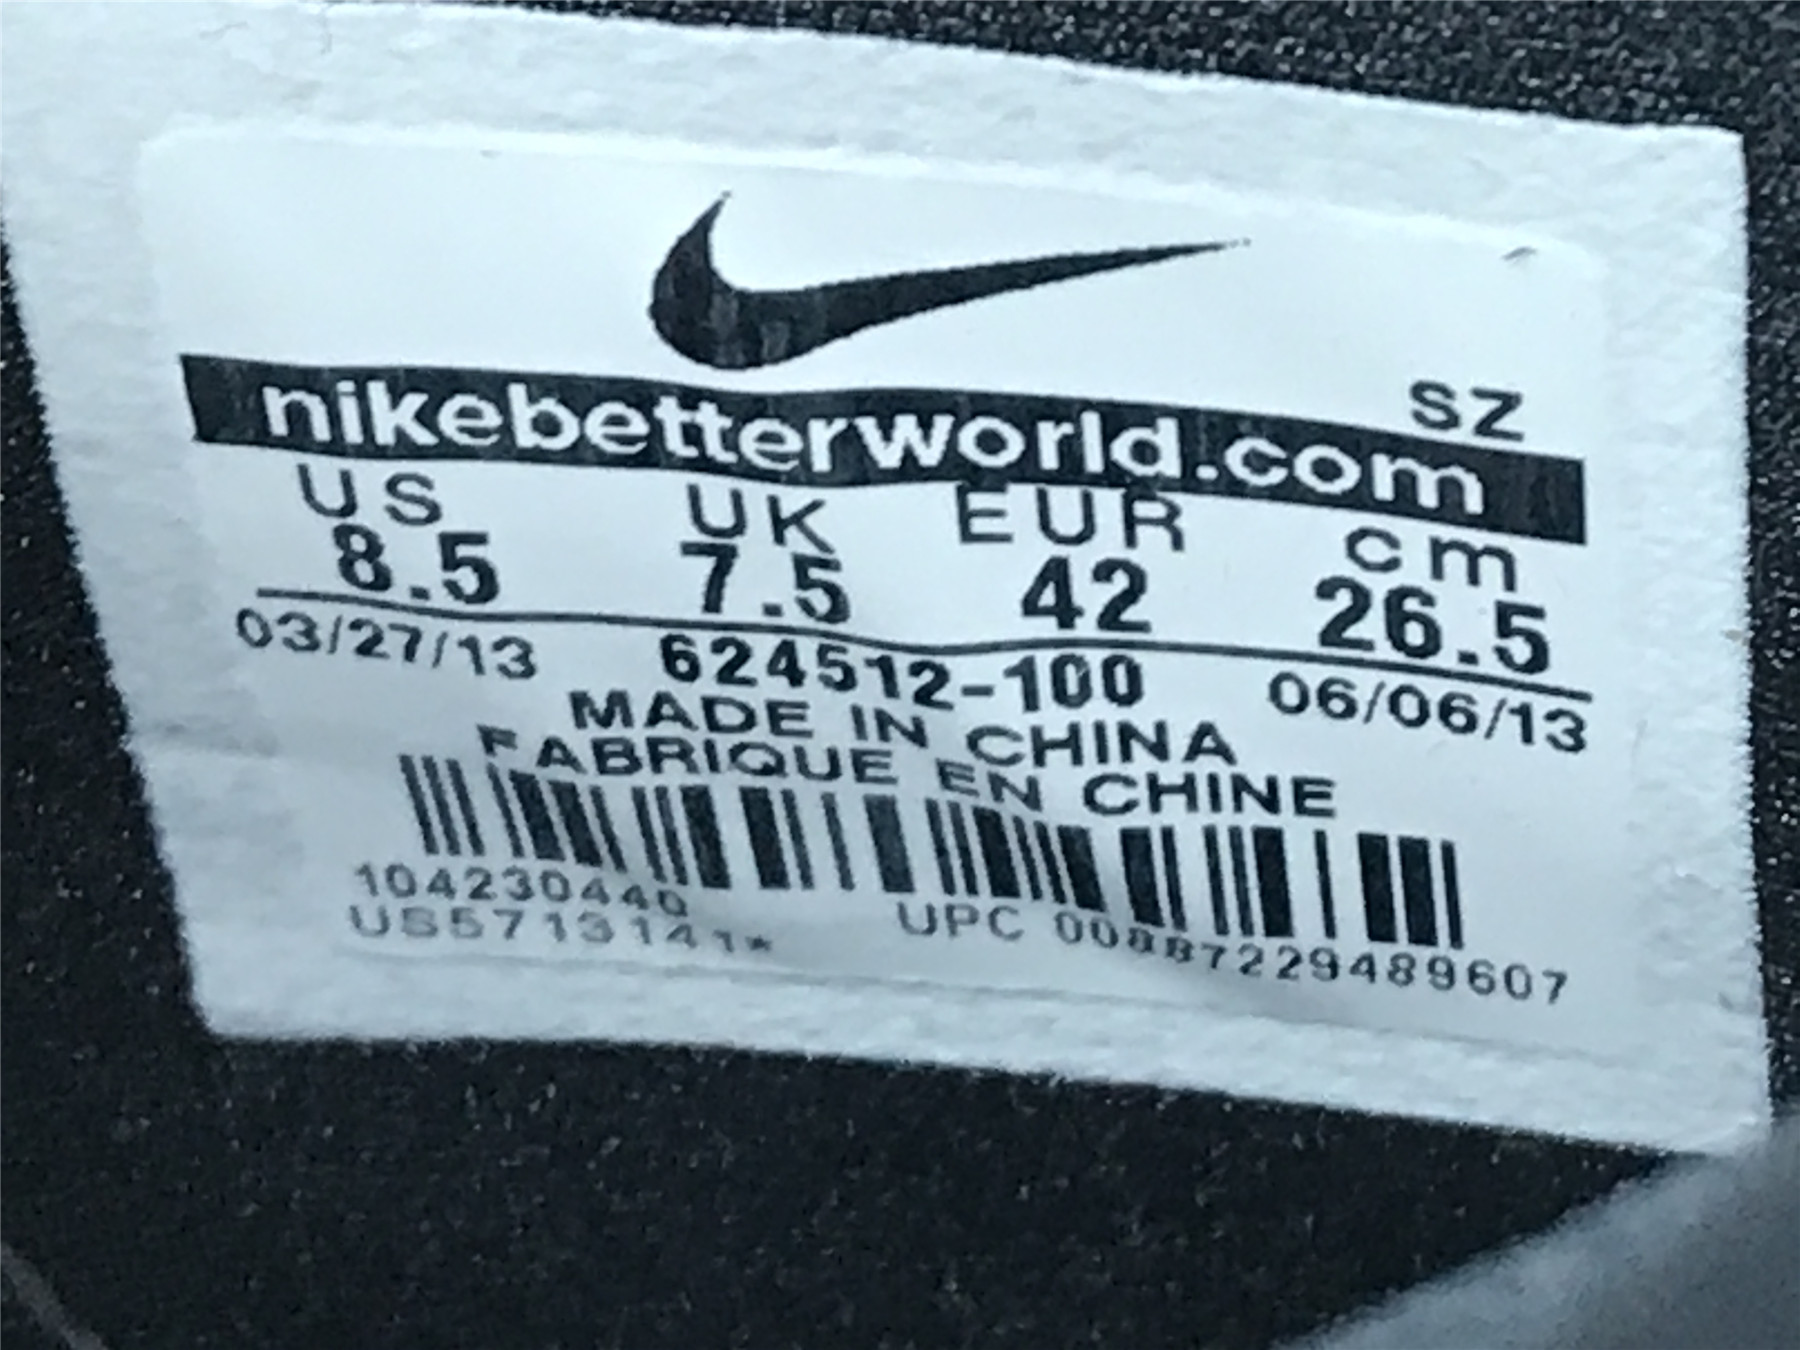 SZ
nikebetterworld.com
US UK EUR cm
8.5 7.5 42 26.5
03/27/13 624512-100 06/06/13
MADE IN CHINA
FABRIQUE EN CHINE
104230440
US5713141* UPC 00887229489607